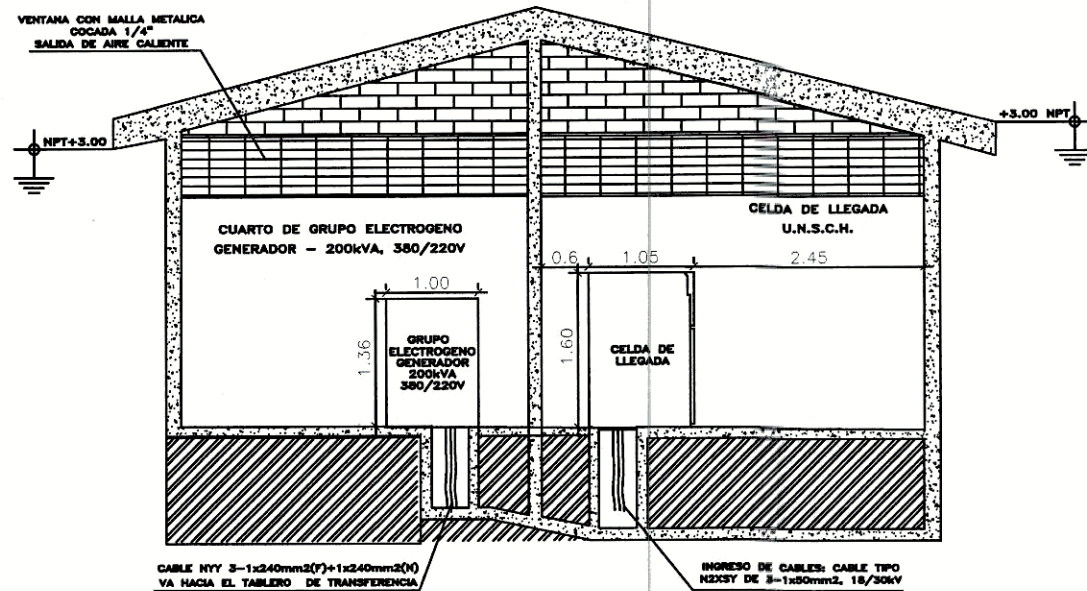 VENTANA CON MALLA METALICA
COCADA 1/4"
SALIDA DE AIRE CALIENTE
NPT+3.00
+3.00 NPT
CUARTO DE GRUPO ELECTROGENO
GENERADOR - 200kVA, 380/220V
CELDA DE LLEGADA
U.N.S.C.H.
0.6
1.05
2.45
1.00
1.36
GRUPO
ELECTROGENO
GENERADOR
200kVA
380/220V
1.60
CELDA DE
LLEGADA
CABLE NYY 3-1x240mm2(F)+1x240mm2(N)
VA HACIA EL TABLERO DE TRANSFERENCIA
INGRESO DE CABLES: CABLE TIPO
N2XSY DE 3-1x50mm2, 18/30kV